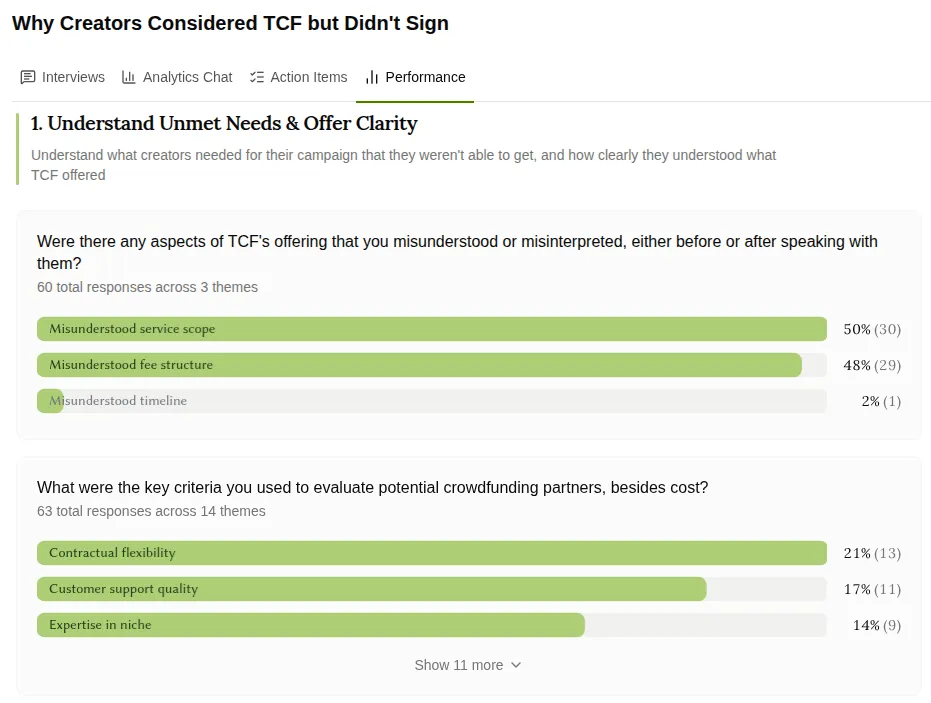 Why Creators Considered TCF but Didn't Sign
Interviews
Analytics Chat
Action Items
Performance
1. Understand Unmet Needs & Offer Clarity
Understand what creators needed for their campaign that they weren't able to get, and how clearly they understood what
TCF offered
Were there any aspects of TCF's offering that you misunderstood or misinterpreted, either before or after speaking with
them?
60 total responses across 3 themes
Misunderstood service scope 50% (30)
Misunderstood fee structure 48% (29)
Misunderstood timeline 2% (1)
What were the key criteria you used to evaluate potential crowdfunding partners, besides cost?
63 total responses across 14 themes
Contractual flexibility 21% (13)
Customer support quality 17% (11)
Expertise in niche 14% (9)
Show 11 more